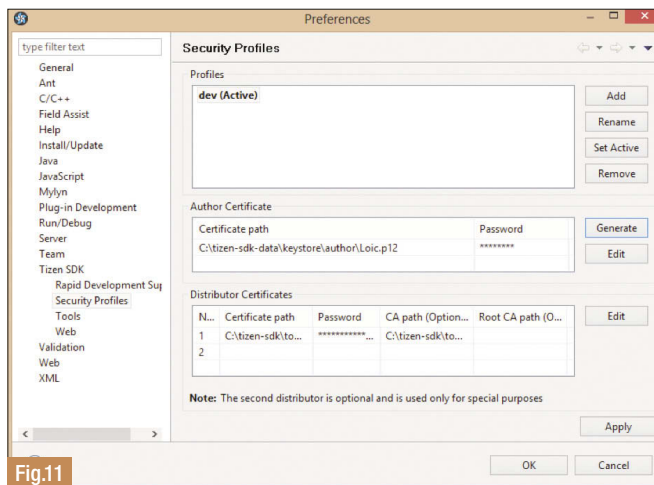 Preferences
type filter text
Security Profiles
General
Ant
C/C++
Field Assist
Help
Install/Update
Java
JavaScript
Mylyn
Plug-in Development
Run/Debug
Server
Team
Tizen SDK
Rapid Development Sup
Security Profiles
Tools
Web
Validation
Web
XML
Profiles
dev (Active)
Add
Rename
Set Active
Remove
Author Certificate
Certificate path Password
C:\tizen-sdk-data\keystore\author\Loic.p12 ********
Generate
Edit
Distributor Certificates
N... Certificate path Password CA path (Option... Root CA path (O...
1 C:\tizen-sdk\to... ***********... C:\tizen-sdk\to...
2
Edit
Note: The second distributor is optional and is used only for special purposes
Apply
OK Cancel
Fig.11